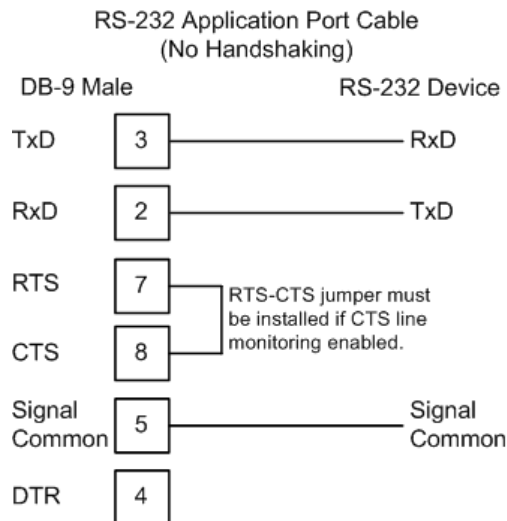 RS-232 Application Port Cable
(No Handshaking)
DB-9 Male
RS-232 Device
TxD
3
RxD
RxD
2
TxD
RTS
7
RTS-CTS jumper must
be installed if CTS line
monitoring enabled.
CTS
8
Signal
Common
5
Signal
Common
DTR
4